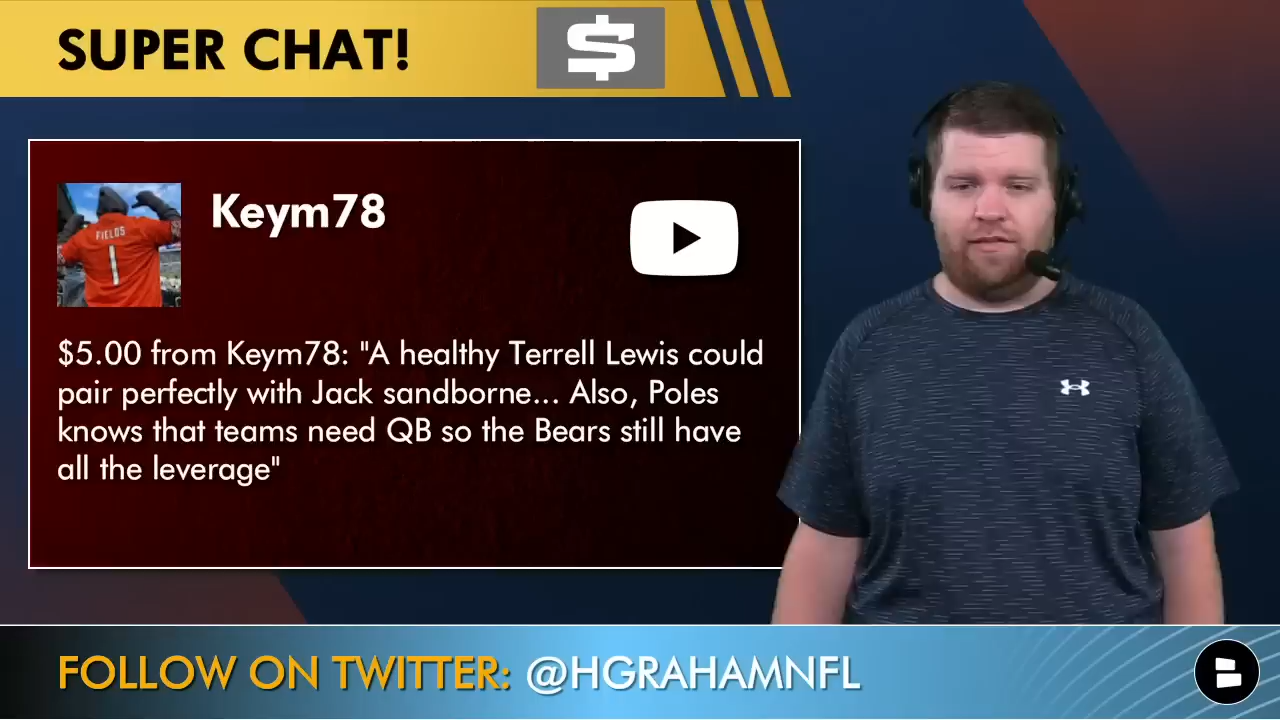 SUPER CHAT!
$
Keym78
FIELDS
1
$5.00 from Keym78: "A healthy Terrell Lewis could
pair perfectly with Jack sandborne... Also, Poles
knows that teams need QB so the Bears still have
all the leverage"
FOLLOW ON TWITTER: @HGRAHAMNFL